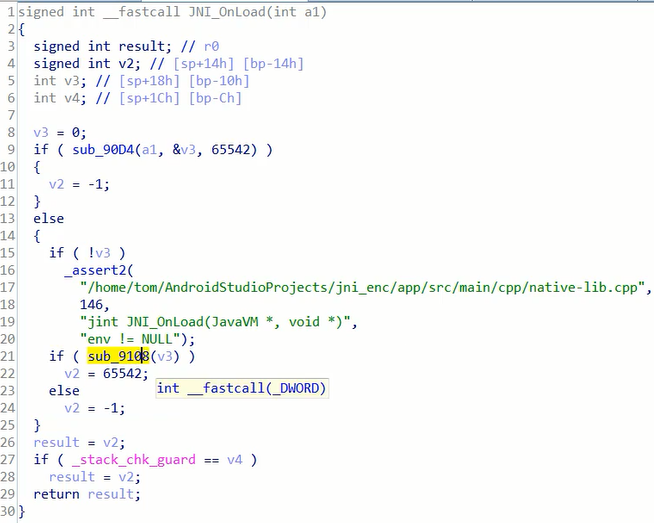 1 signed int __fastcall JNI_OnLoad(int a1)
2 {
3 signed int result; // r0
4 signed int v2; // [sp+14h] [bp-14h]
5 int v3; // [sp+18h] [bp-10h]
6 int v4; // [sp+1Ch] [bp-Ch]
7
8 v3 = 0;
9 if ( sub_90D4(a1, &v3, 65542) )
10 {
11 v2 = -1;
12 }
13 else
14 {
15 if ( !v3 )
16 _assert2(
17 "/home/tom/AndroidStudioProjects/jni_enc/app/src/main/cpp/native-lib.cpp",
18 146,
19 "jint JNI_OnLoad(JavaVM *, void *)",
20 "env != NULL");
21 if ( sub_9108(v3) )
22 v2 = 65542;
int __fastcall(_DWORD)
23 else
24 v2 = -1;
25 }
26 result = v2;
27 if ( _stack_chk_guard == v4 )
28 result = v2;
29 return result;
30 }